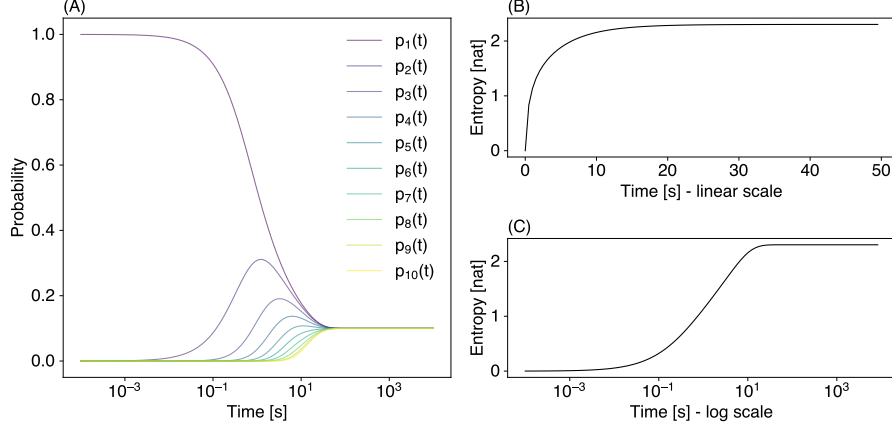 (A)
1.0
0.8
0.6
0.4
0.2
0.0
Probability
10⁻³
10⁻¹
10¹
10³
Time [s]
p₁(t)
p₂(t)
p₃(t)
p₄(t)
p₅(t)
p₆(t)
p₇(t)
p₈(t)
p₉(t)
p₁₀(t)
(B)
2
1
0
Entropy [nat]
0
10
20
30
40
50
Time [s] - linear scale
(C)
2
1
0
Entropy [nat]
10⁻³
10⁻¹
10¹
10³
Time [s] - log scale